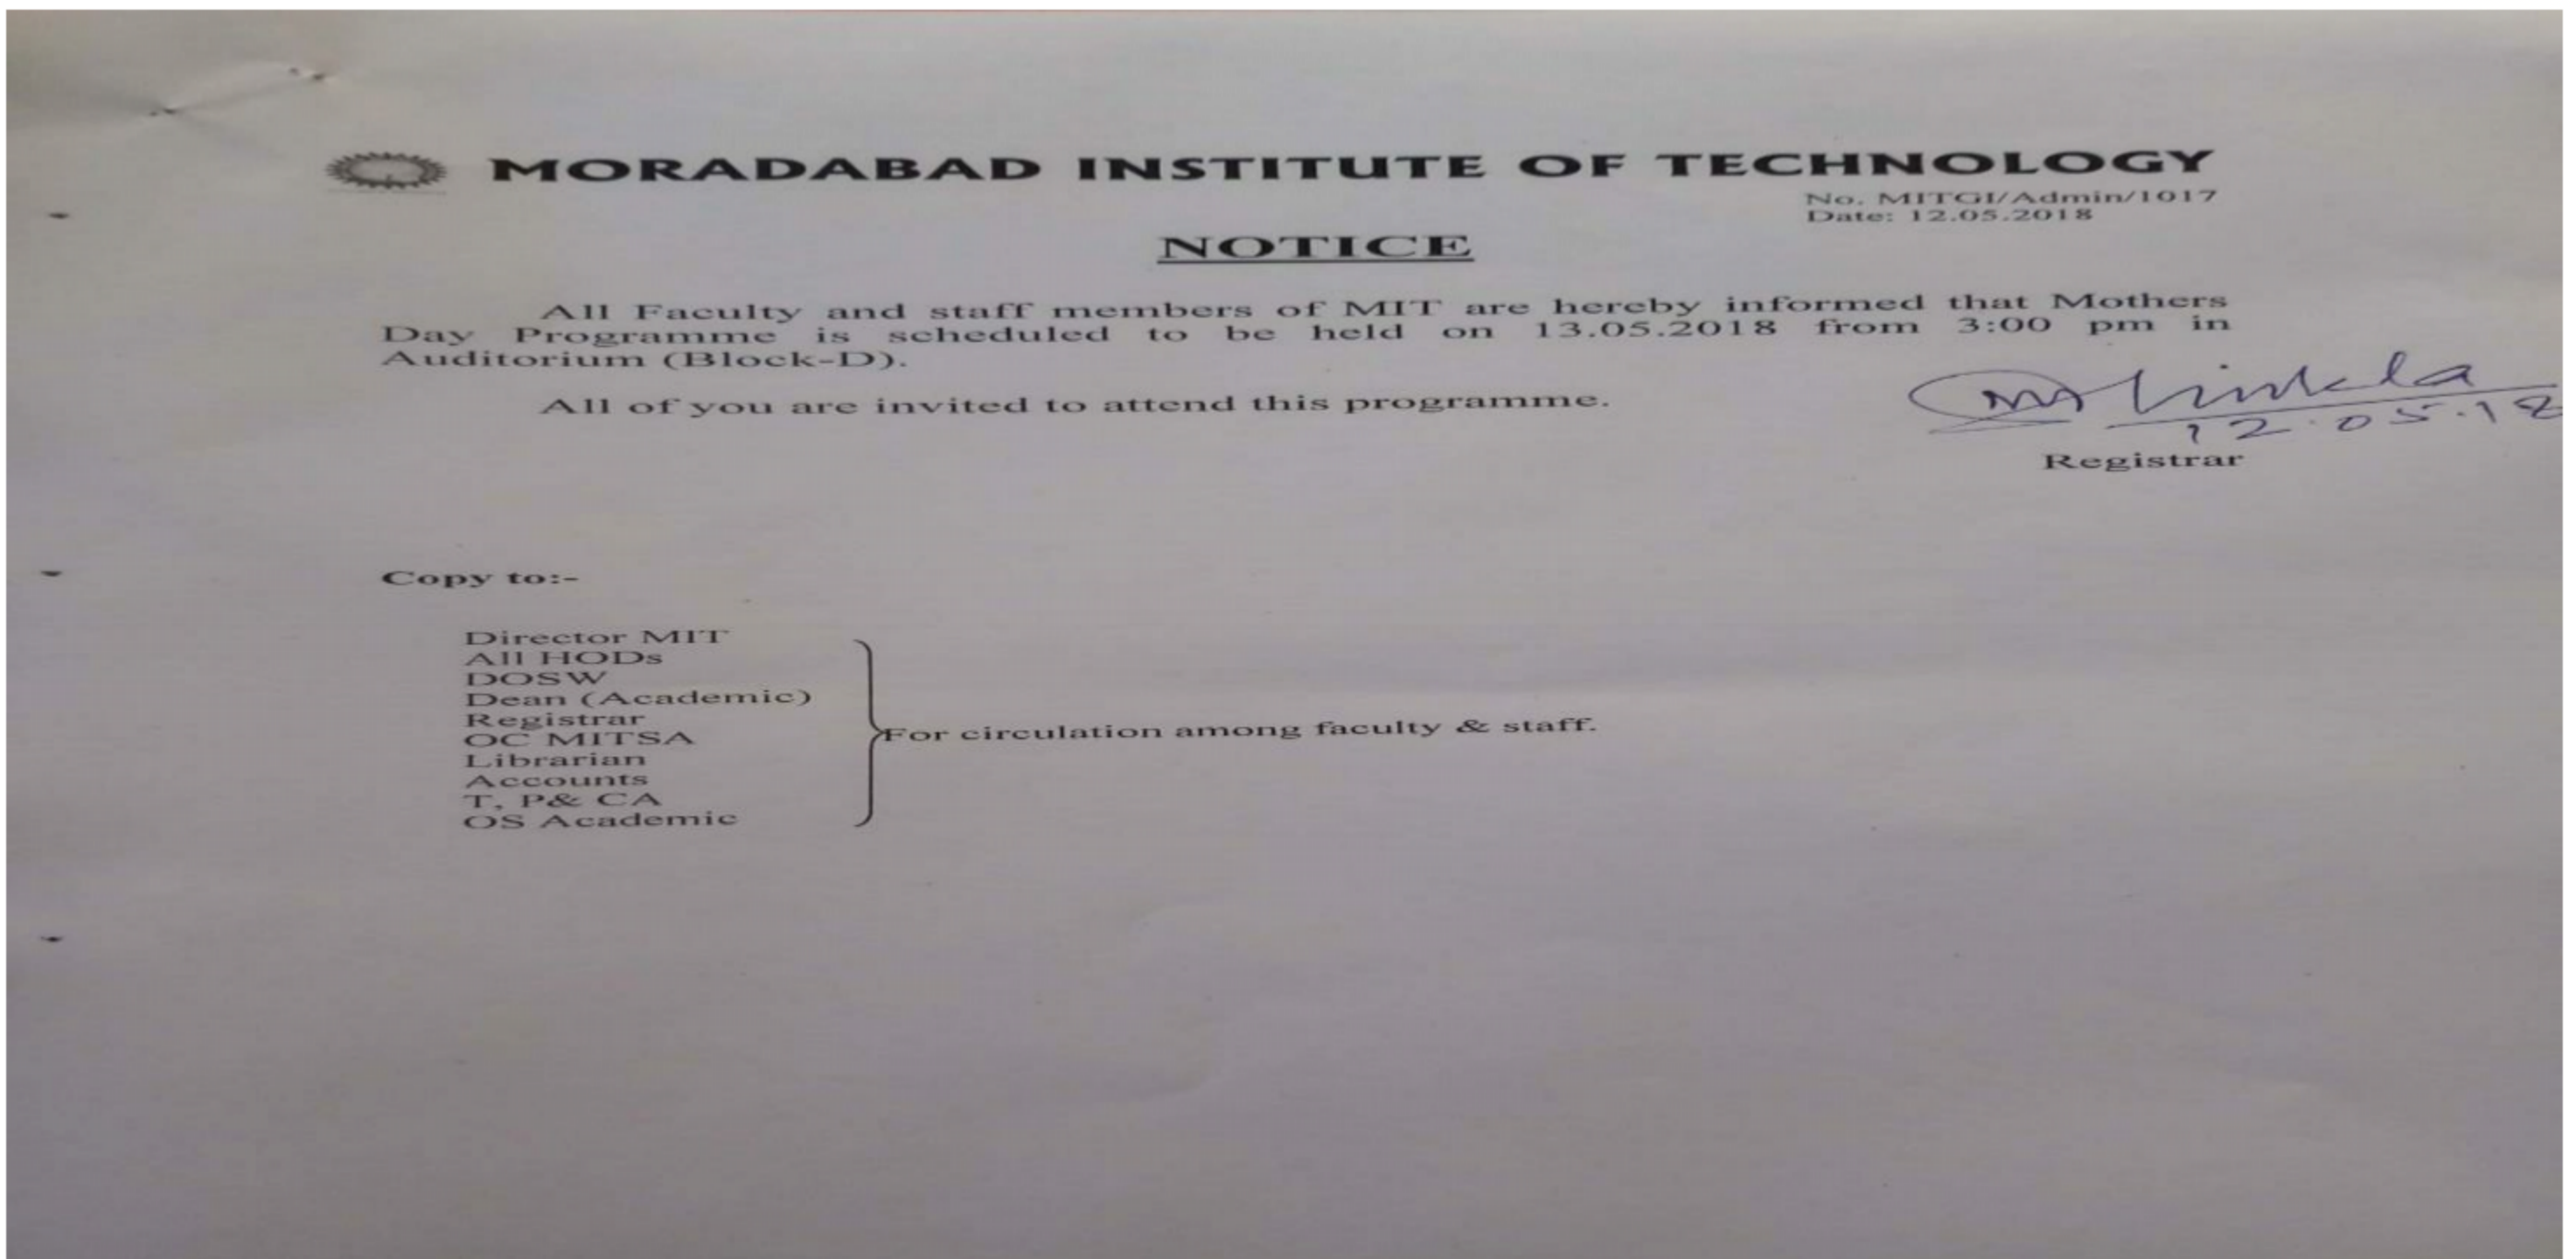 MORADABAD INSTITUTE OF TECHNOLOGY
No. MITGI/Admin/1017
Date: 12.05.2018
NOTICE
All Faculty and staff members of MIT are hereby informed that Mothers
Day Programme is scheduled to be held on 13.05.2018 from 3:00 pm in
Auditorium (Block-D).
All of you are invited to attend this programme.
12.05.18
Registrar
Copy to:-
Director MIT
All HODs
DOSW
Dean (Academic)
Registrar
OC MITSA
Librarian
Accounts
T, P& CA
OS Academic
For circulation among faculty & staff.